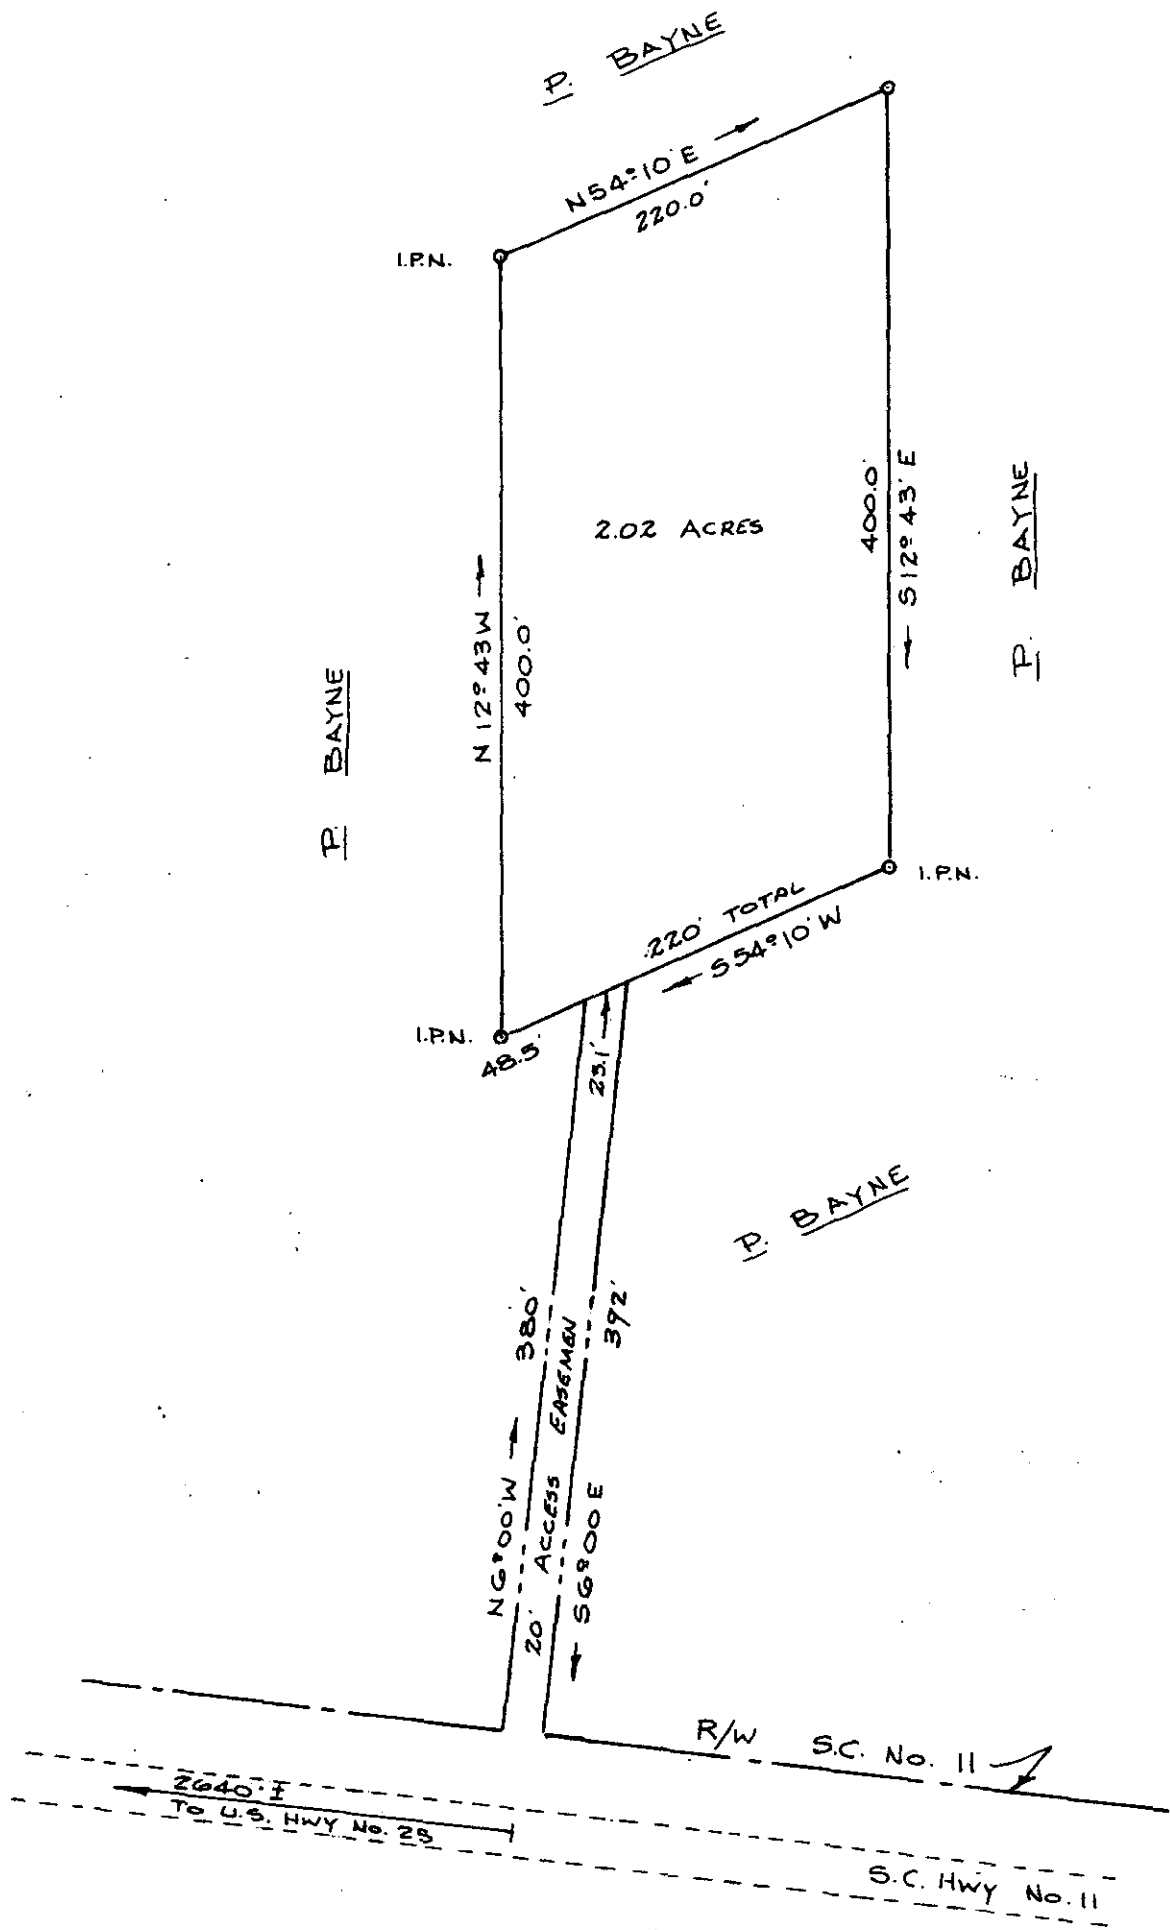 P. BAYNE
N54°10'E
220.0'
I.P.N.
2.02 ACRES
400.0'
S12°43'E
P. BAYNE
N12°43W
400.0'
P. BAYNE
I.P.N.
220' TOTAL
S54°10'W
I.P.N.
48.5'
23.1'
P. BAYNE
380'
392'
N6°00'W
20' ACCESS EASEMEN
S6°00E
R/W S.C. No. 11
2640'±
TO U.S. HWY No. 25
S.C. HWY No. 11